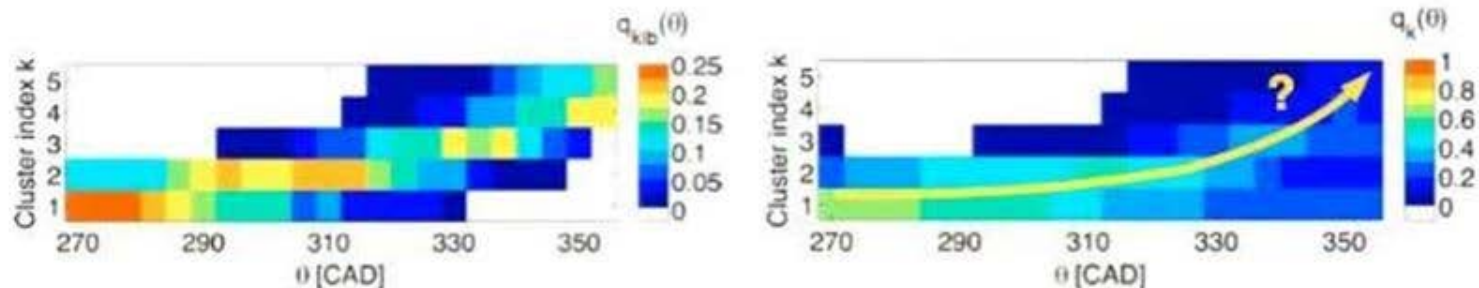 q_klb(θ)
Cluster index k
5
4
3
2
1
270 290 310 330 350
θ [CAD]
0.25
0.2
0.15
0.1
0.05
0
q_k(θ)
Cluster index k
5
4
3
2
1
?
270 290 310 330 350
θ [CAD]
1
0.8
0.6
0.4
0.2
0